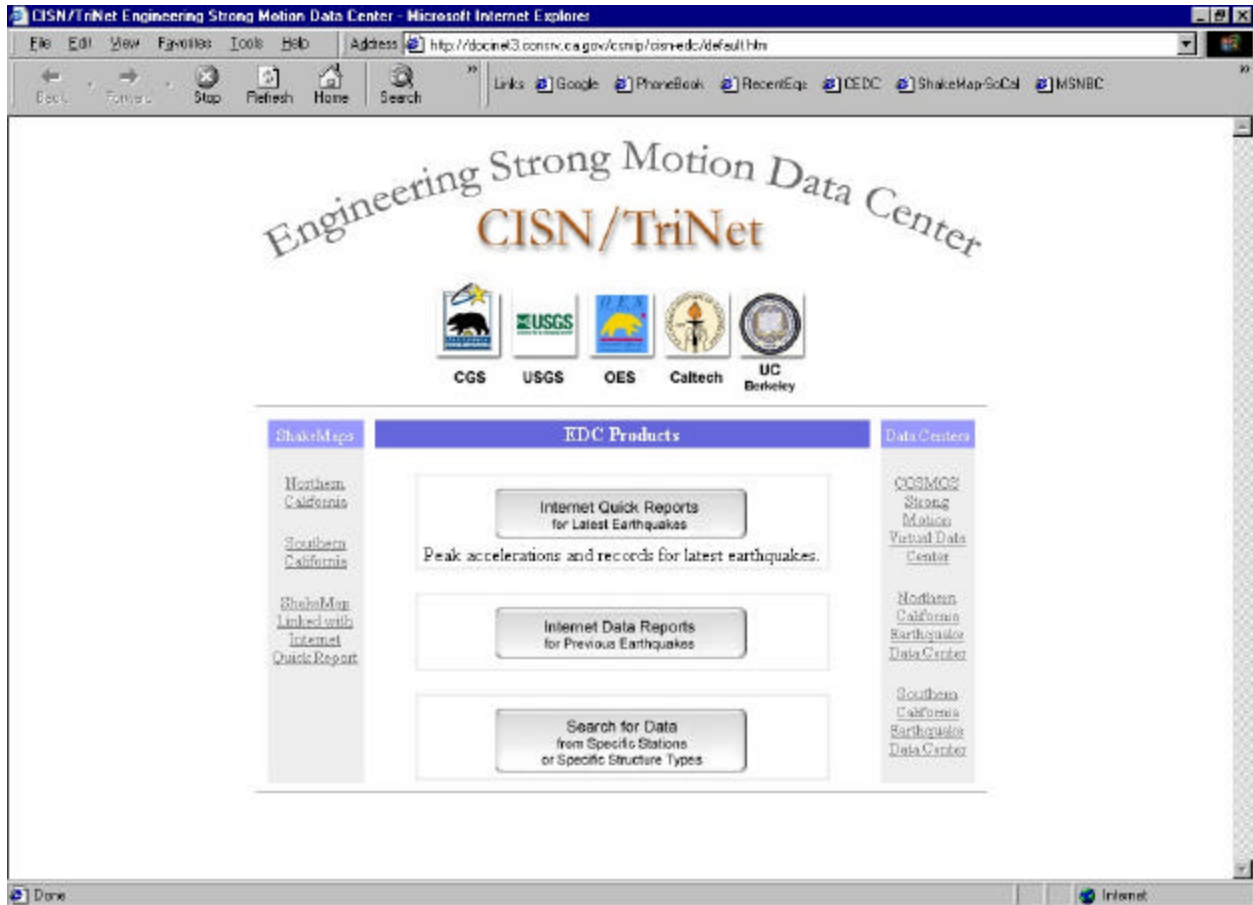 CISN/TriNet Engineering Strong Motion Data Center - Microsoft Internet Explorer
File Edit View Favorites Tools Help Address http://docinet3.consrv.ca.gov/csmip/cisn-edc/default.htm
Back Forward Stop Refresh Home Search » Links Google PhoneBook RecentEqs CEDC ShakeMap-SoCal MSNBC »
Engineering Strong Motion Data Center
CISN/TriNet
USGS
O.E.S
CGS USGS OES Caltech UC
Berkeley
ShakeMaps
Northern
California
Southern
California
ShakeMap
Linked with
Internet
Quick Report
EDC Products
Internet Quick Reports
for Latest Earthquakes
Peak accelerations and records for latest earthquakes.
Internet Data Reports
for Previous Earthquakes
Search for Data
from Specific Stations
or Specific Structure Types
Data Centers
COSMOS
Strong
Motion
Virtual Data
Center
Northern
California
Earthquake
Data Center
Southern
California
Earthquake
Data Center
Done Internet